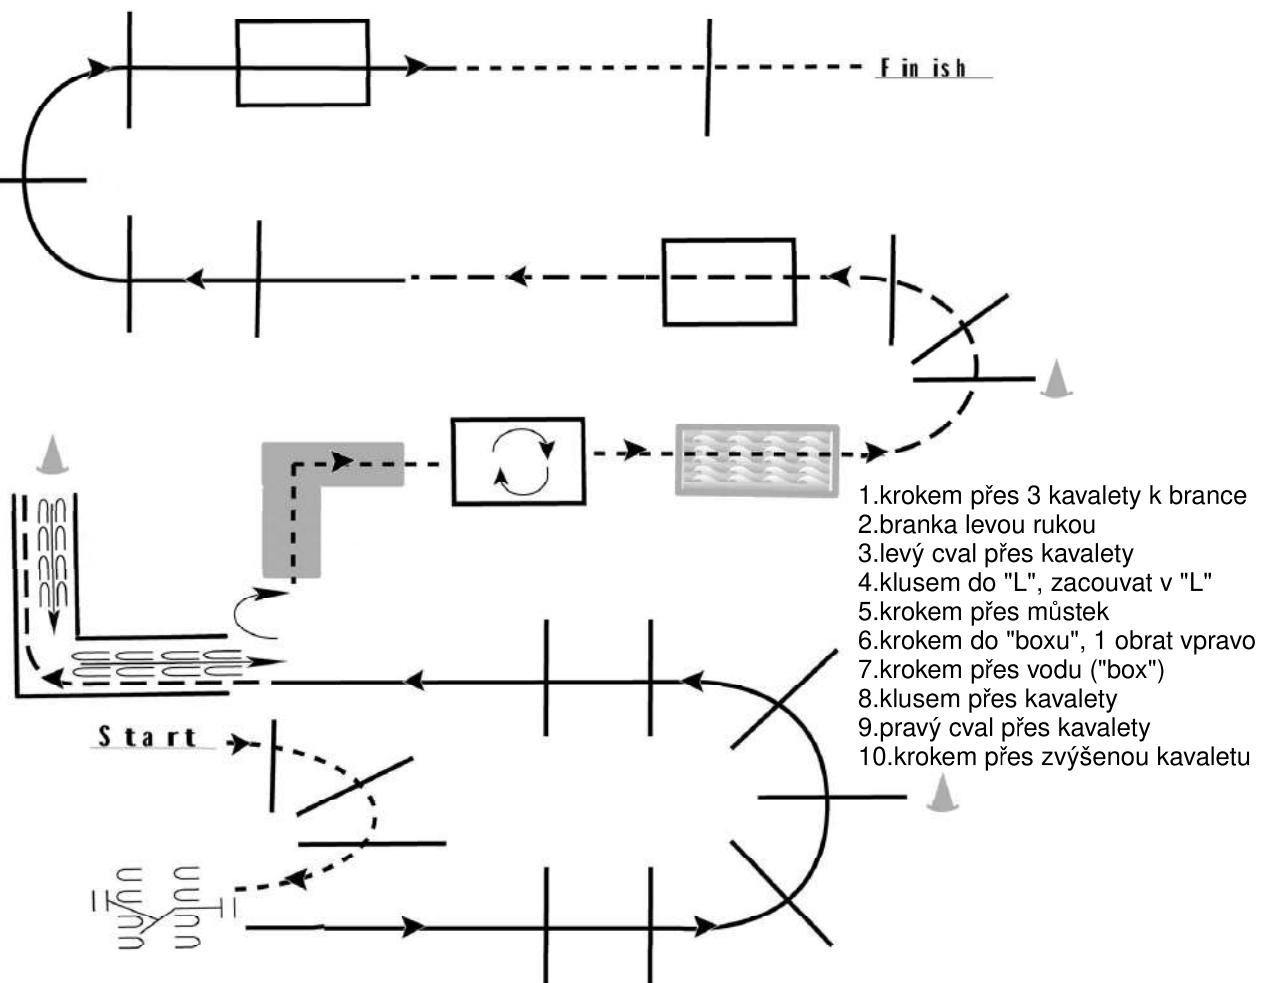 Finish
1.krokem přes 3 kavalety k brance
2.branka levou rukou
3.levý cval přes kavalety
4.klusem do "L", zacouvat v "L"
5.krokem přes můstek
6.krokem do "boxu", 1 obrat vpravo
7.krokem přes vodu ("box")
8.klusem přes kavalety
9.pravý cval přes kavalety
10.krokem přes zvýšenou kavaletu
Start